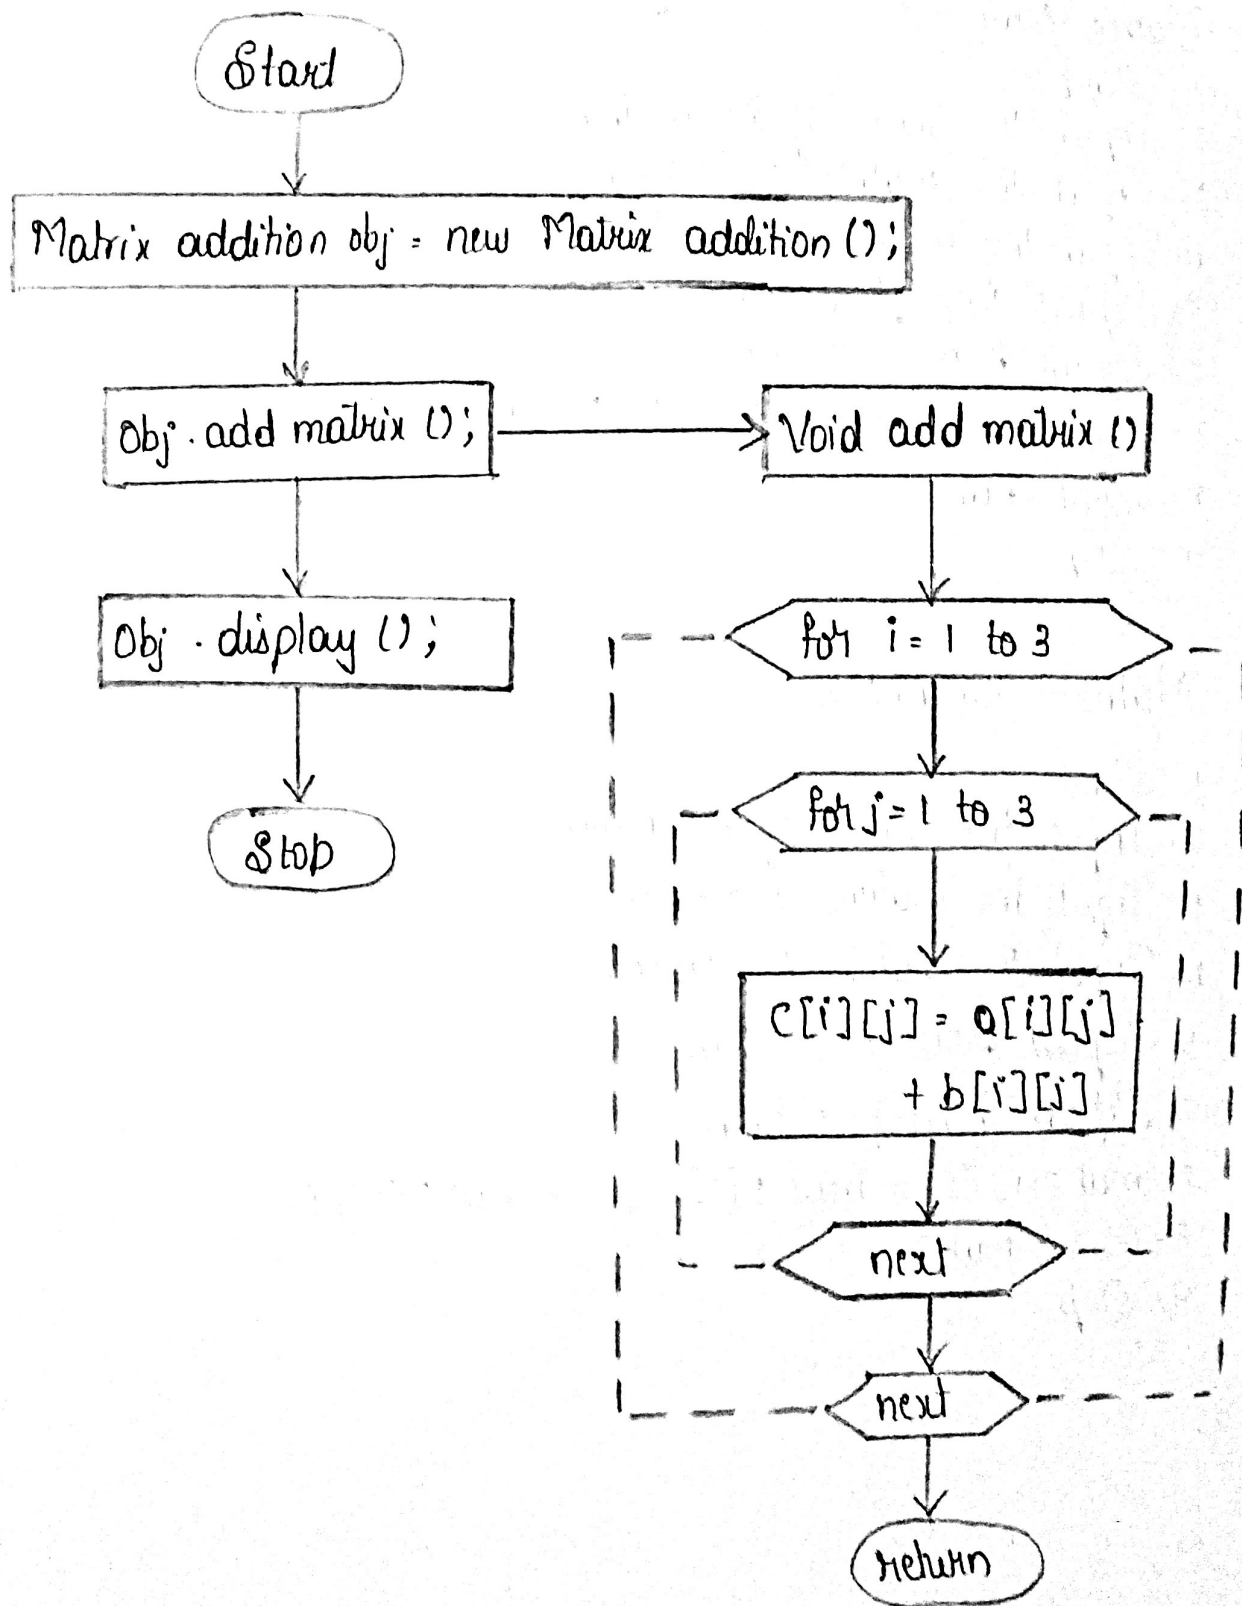 Start
Matrix addition obj = new Matrix addition ();
Obj . add matrix ();
Void add matrix ()
Obj . display ();
for i = 1 to 3
for j = 1 to 3
Stop
C[i][j] = a[i][j]
+ b[i][j]
next
next
return